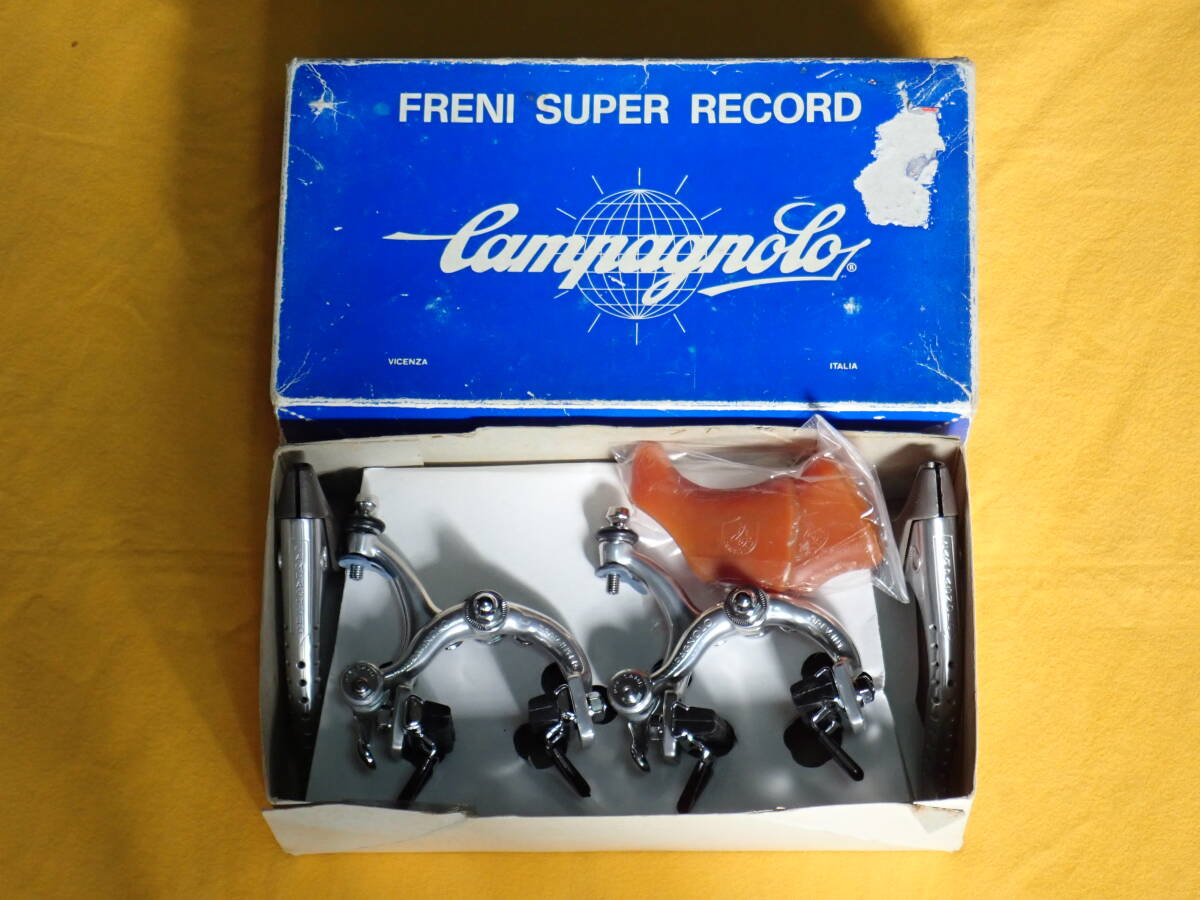 FRENI SUPER RECORD
Campagnolo®
VICENZA
ITALIA